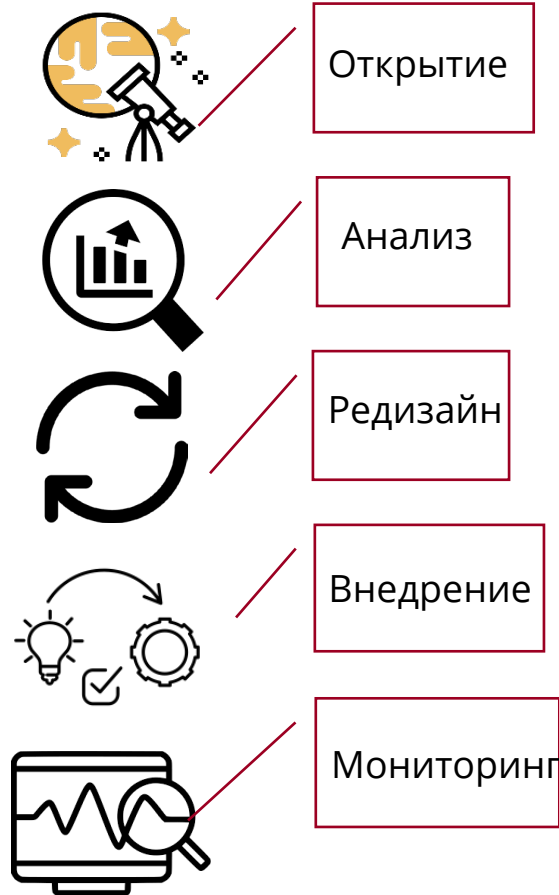 Открытие
Анализ
Редизайн
Внедрение
Мониторинг